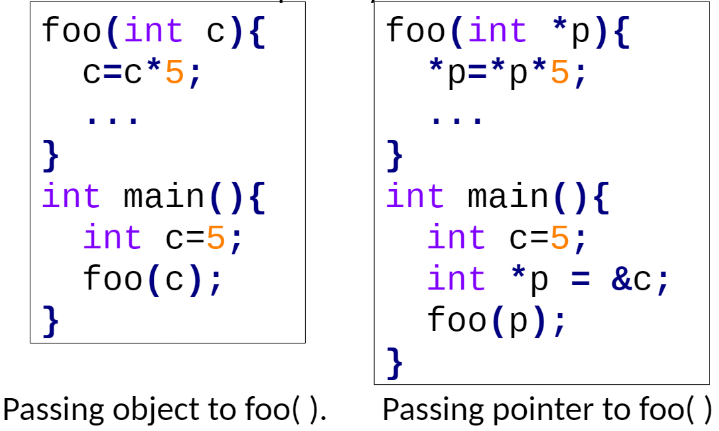 foo(int c){
  c=c*5;
  ...
}
int main(){
  int c=5;
  foo(c);
}
Passing object to foo( ).
foo(int *p){
  *p=*p*5;
  ...
}
int main(){
  int c=5;
  int *p = &c;
  foo(p);
}
Passing pointer to foo( )